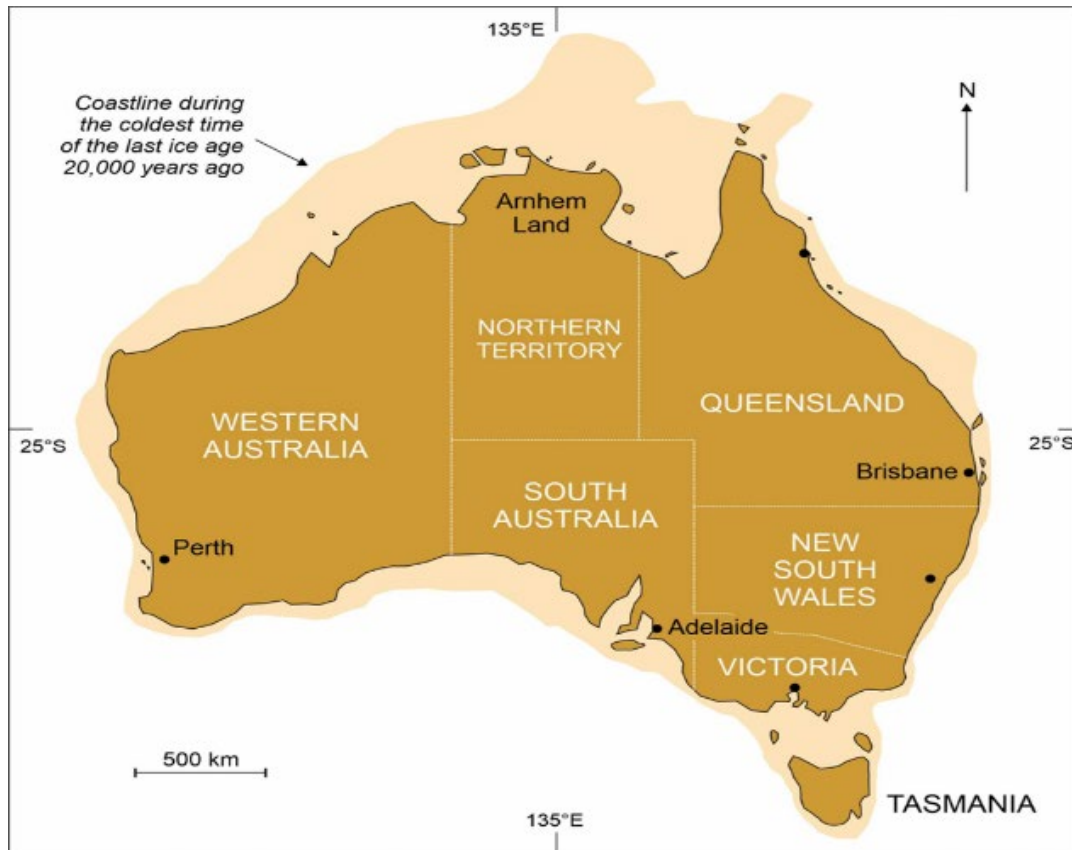 135°E
Coastline during
the coldest time
of the last ice age
20,000 years ago
N
Arnhem
Land
NORTHERN
TERRITORY
QUEENSLAND
WESTERN
AUSTRALIA
25°S
25°S
Brisbane
SOUTH
AUSTRALIA
Perth
NEW
SOUTH
WALES
Adelaide
VICTORIA
500 km
TASMANIA
135°E